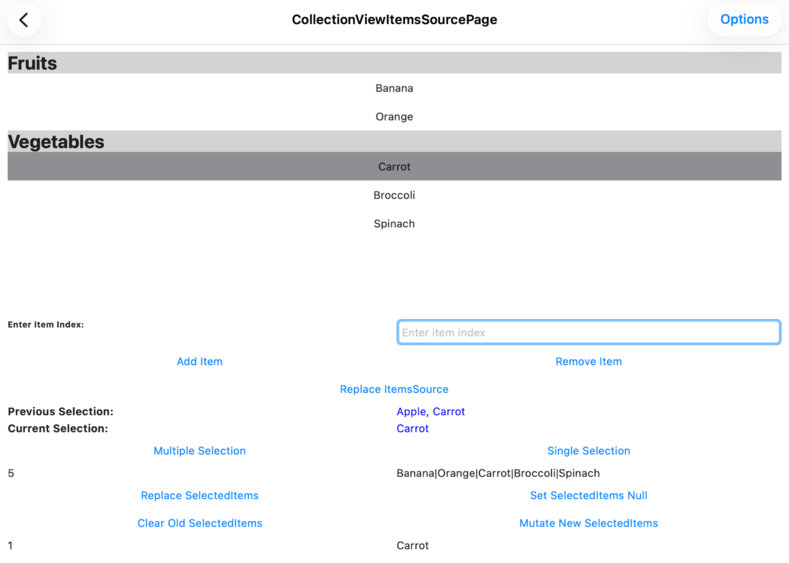 CollectionViewItemsSourcePage
Options
Fruits
Banana
Orange
Vegetables
Carrot
Broccoli
Spinach
Enter Item Index:
Enter item index
Add Item
Remove Item
Replace ItemsSource
Previous Selection:
Apple, Carrot
Current Selection:
Carrot
Multiple Selection
Single Selection
5
Banana|Orange|Carrot|Broccoli|Spinach
Replace SelectedItems
Set SelectedItems Null
Clear Old SelectedItems
Mutate New SelectedItems
1
Carrot